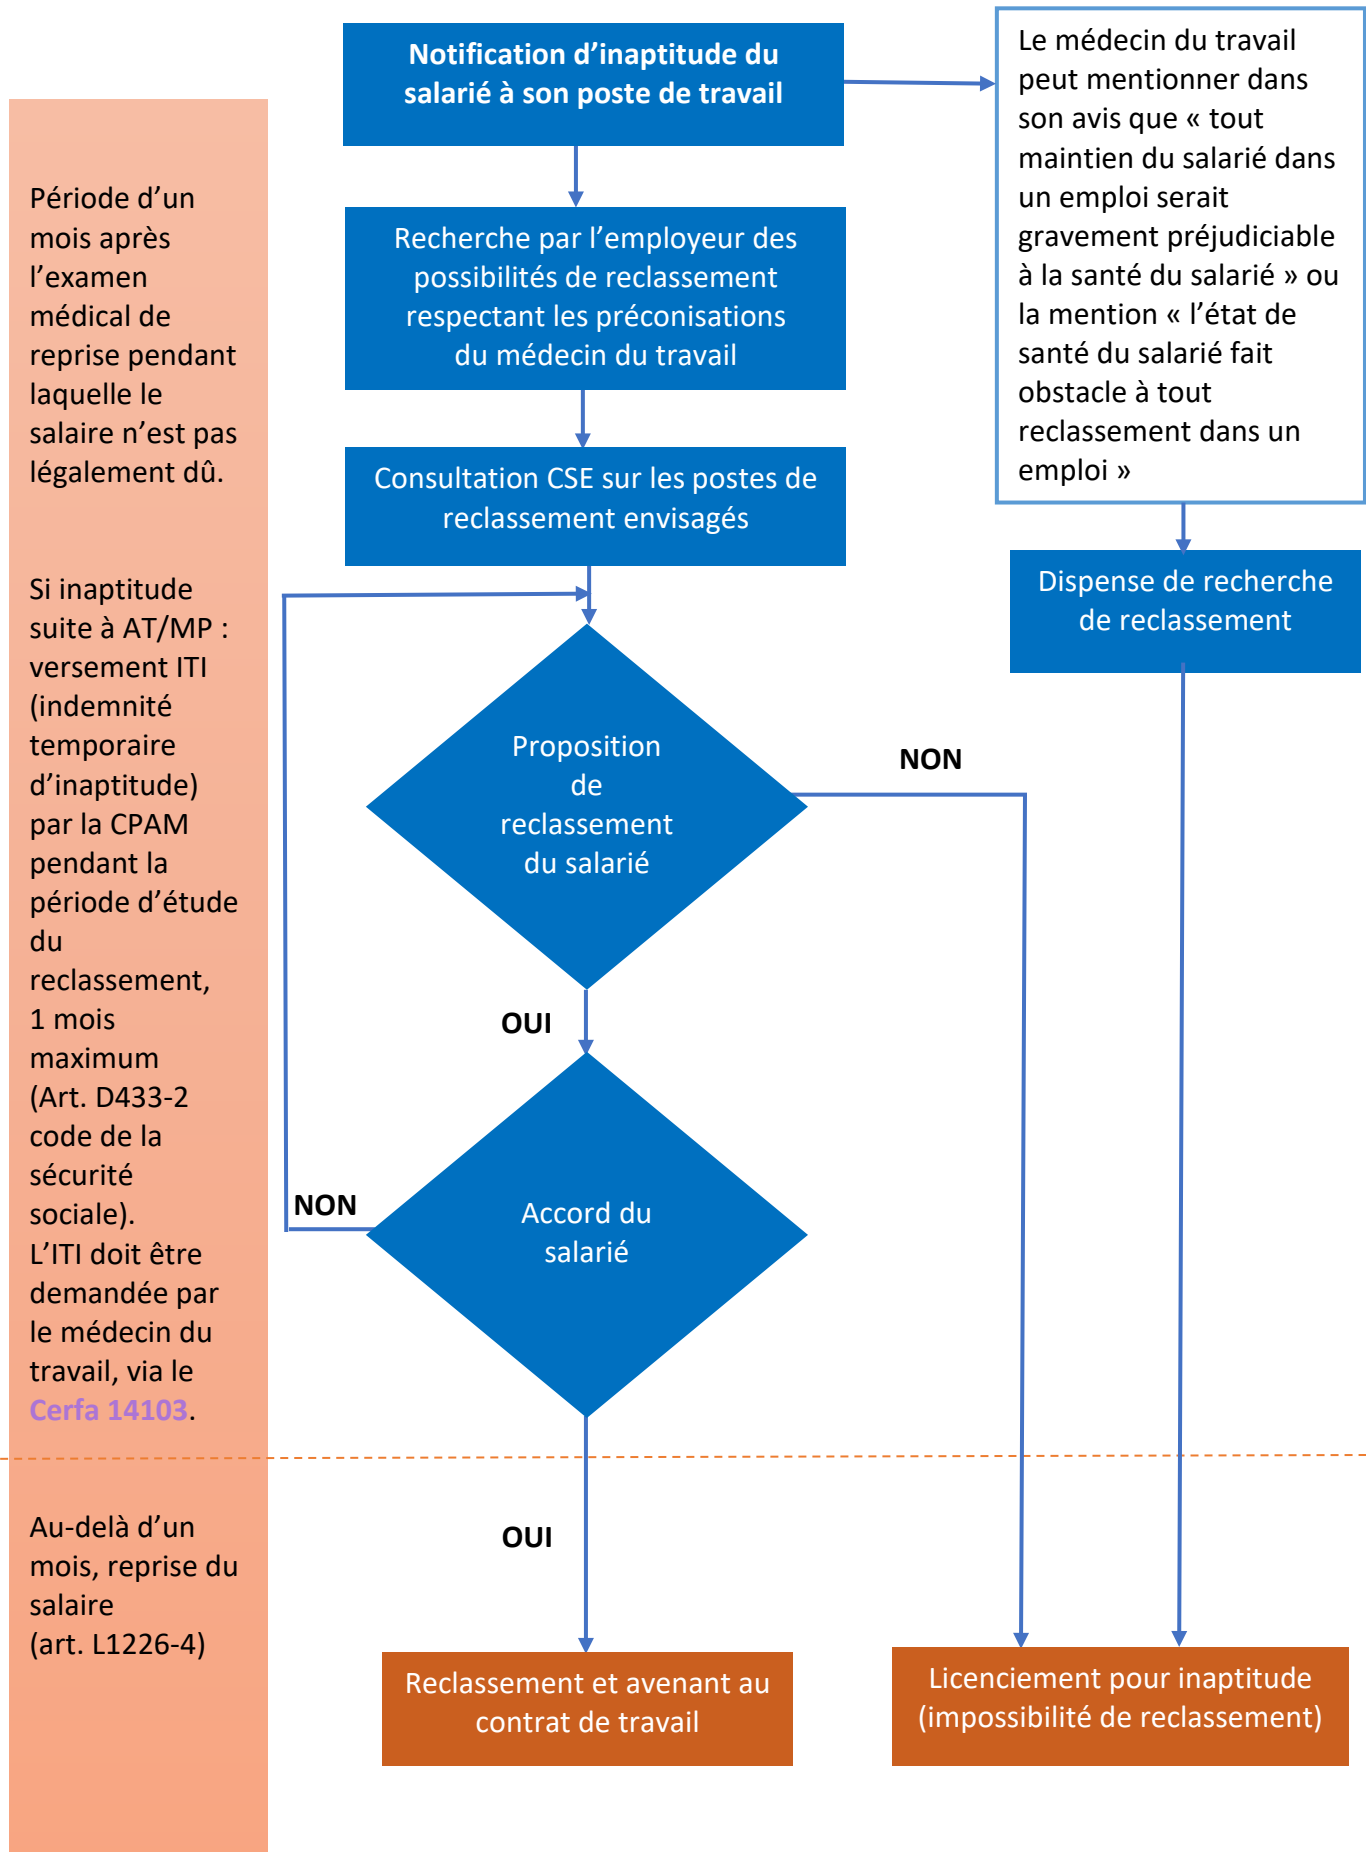 Notification d’inaptitude du
salarié à son poste de travail
Le médecin du travail
peut mentionner dans
son avis que « tout
maintien du salarié dans
un emploi serait
gravement préjudiciable
à la santé du salarié » ou
la mention « l’état de
santé du salarié fait
obstacle à tout
reclassement dans un
emploi »
Période d’un
mois après
l’examen
médical de
reprise pendant
laquelle le
salaire n’est pas
légalement dû.
Recherche par l’employeur des
possibilités de reclassement
respectant les préconisations
du médecin du travail
Consultation CSE sur les postes de
reclassement envisagés
Dispense de recherche
de reclassement
Si inaptitude
suite à AT/MP :
versement ITI
(indemnité
temporaire
d’inaptitude)
par la CPAM
pendant la
période d’étude
du
reclassement,
1 mois
maximum
(Art. D433-2
code de la
sécurité
sociale).
L’ITI doit être
demandée par
le médecin du
travail, via le
Cerfa 14103.
Proposition
de
reclassement
du salarié
NON
OUI
Accord du
salarié
NON
OUI
Au-delà d’un
mois, reprise du
salaire
(art. L1226-4)
Reclassement et avenant au
contrat de travail
Licenciement pour inaptitude
(impossibilité de reclassement)